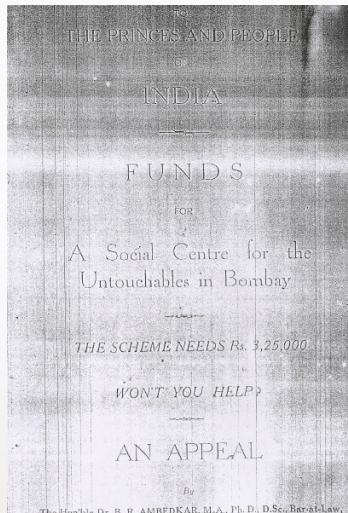 TO
THE PRINCES AND PEOPLE
OF
INDIA
FUNDS
FOR
A Social Centre for the
Untouchables in Bombay
THE SCHEME NEEDS Rs. 3,25,000
WON'T YOU HELP?
AN APPEAL
By
The Hon'ble Dr. B. R. AMBEDKAR, M.A., Ph. D., D.Sc., Bar-at-Law,